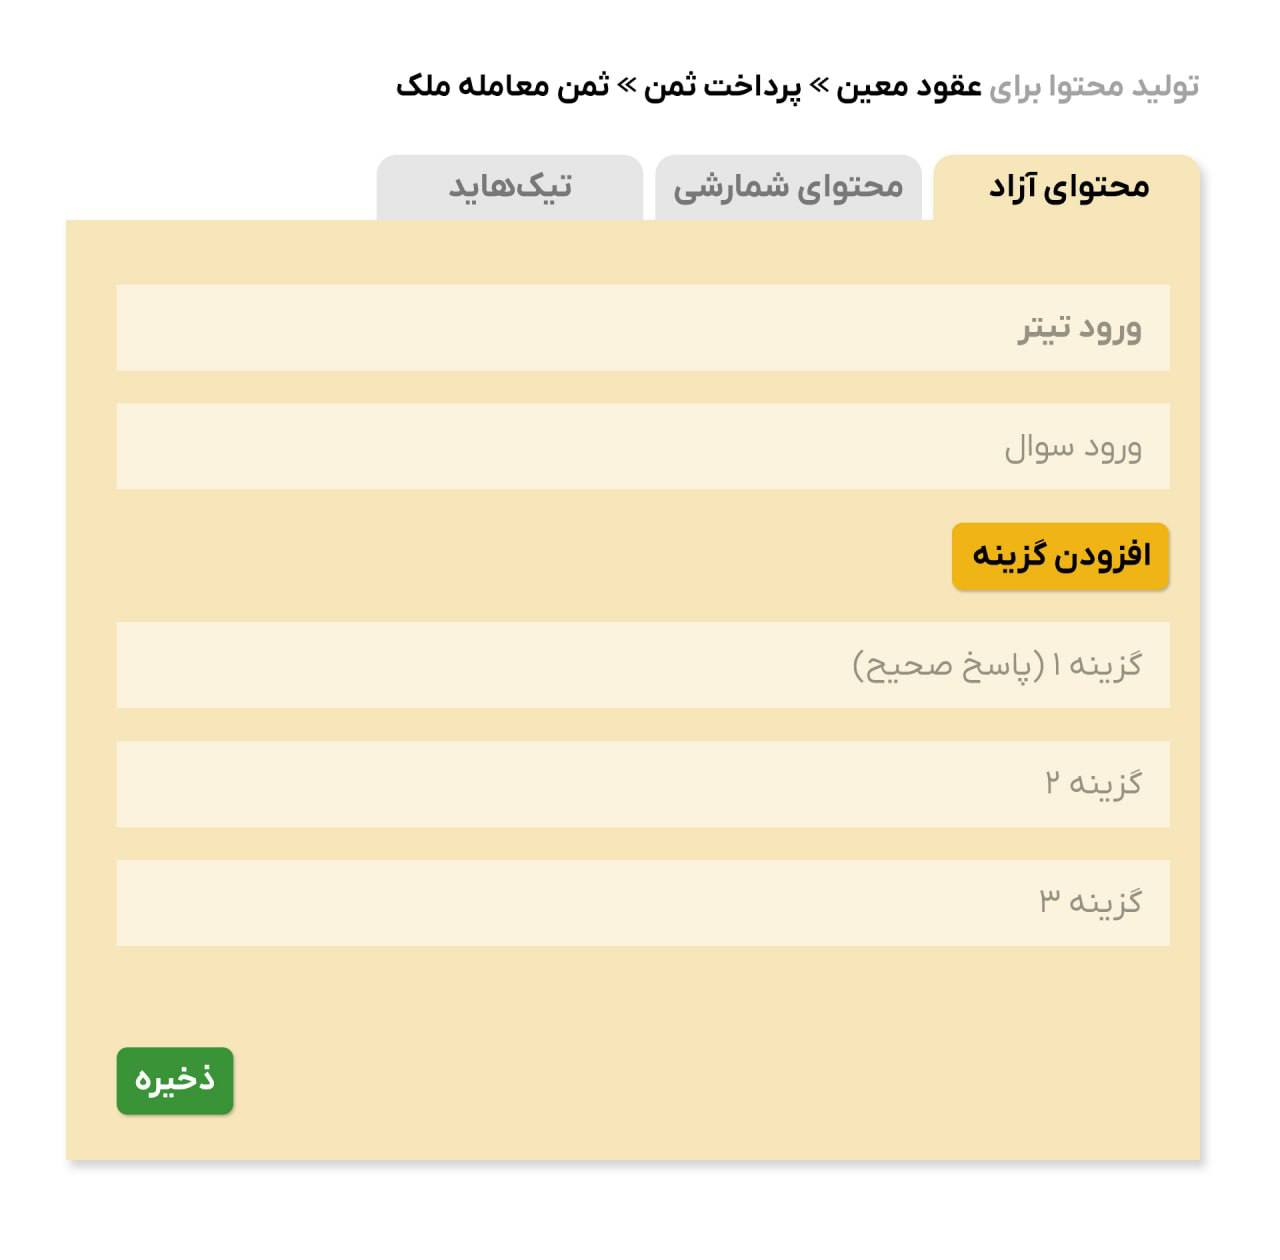 تولید محتوا برای عقود معین » پرداخت ثمن » ثمن معامله ملک
محتوای آزاد
محتوای شمارشی
تیک‌هاید
ورود تیتر
ورود سوال
افزودن گزینه
گزینه ۱ (پاسخ صحیح)
گزینه ۲
گزینه ۳
ذخیره